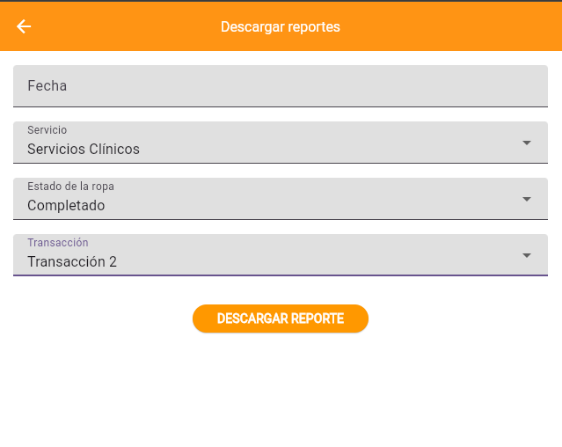 Descargar reportes
Fecha
Servicio
Servicios Clínicos
Estado de la ropa
Completado
Transacción
Transacción 2
DESCARGAR REPORTE